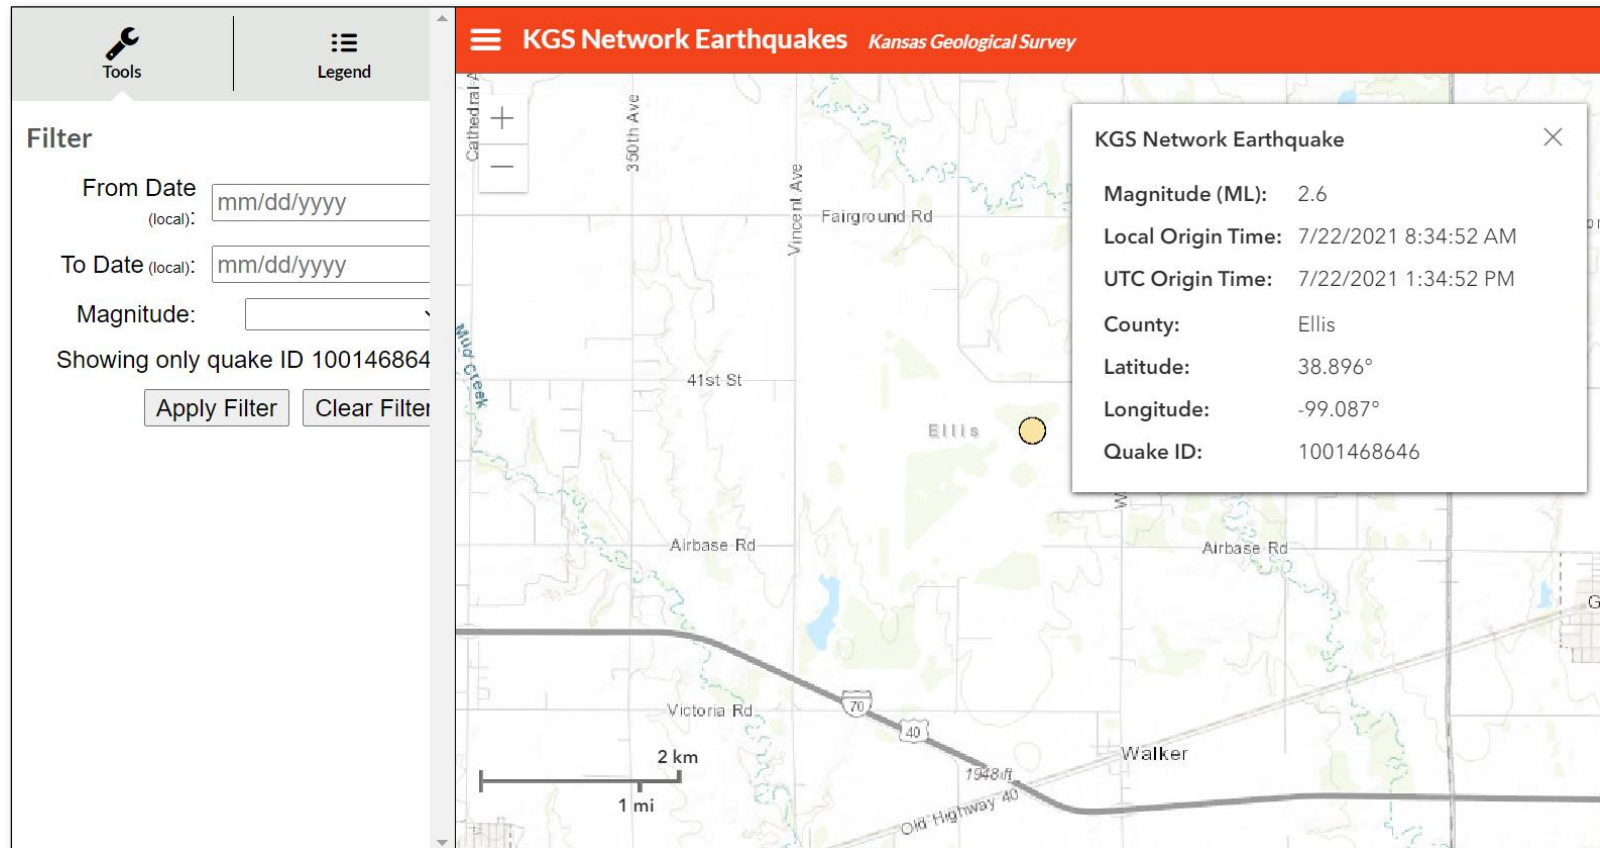 Tools
Legend
Filter
From Date
(local):
mm/dd/yyyy
To Date (local):
mm/dd/yyyy
Magnitude:
Showing only quake ID 100146864
Apply Filter
Clear Filter
KGS Network Earthquakes Kansas Geological Survey
Cathedral A
350th Ave
Vincent Ave
Fairground Rd
Mud Creek
41st St
Ellis
Airbase Rd
Airbase Rd
70
40
Victoria Rd
Walker
1948 ft
Old Highway 40
2 km
1 mi
G
W
KGS Network Earthquake
Magnitude (ML): 2.6
Local Origin Time: 7/22/2021 8:34:52 AM
UTC Origin Time: 7/22/2021 1:34:52 PM
County: Ellis
Latitude: 38.896°
Longitude: -99.087°
Quake ID: 1001468646